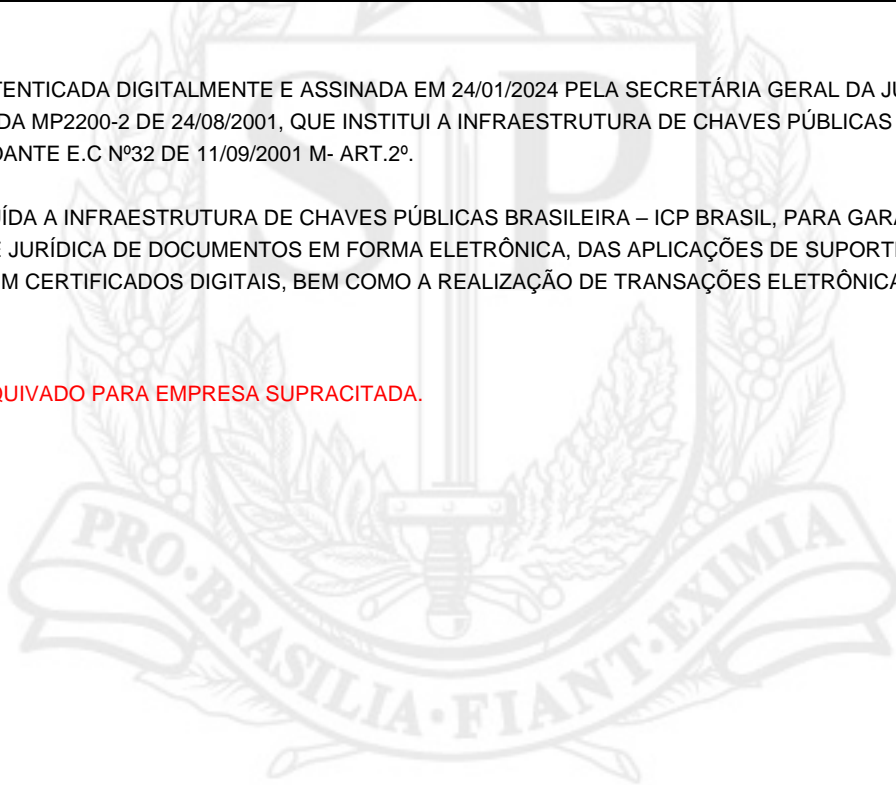 TENTICADA DIGITALMENTE E ASSINADA EM 24/01/2024 PELA SECRETÁRIA GERAL DA JU
DA MP2200-2 DE 24/08/2001, QUE INSTITUI A INFRAESTRUTURA DE CHAVES PÚBLICAS
DANTE E.C Nº32 DE 11/09/2001 M- ART.2º.
ÍDA A INFRAESTRUTURA DE CHAVES PÚBLICAS BRASILEIRA – ICP BRASIL, PARA GARA
E JURÍDICA DE DOCUMENTOS EM FORMA ELETRÔNICA, DAS APLICAÇÕES DE SUPORTE
M CERTIFICADOS DIGITAIS, BEM COMO A REALIZAÇÃO DE TRANSAÇÕES ELETRÔNICA
QUIVADO PARA EMPRESA SUPRACITADA.
SP
PRO·BRASILIA·FIANT·EXIMIA